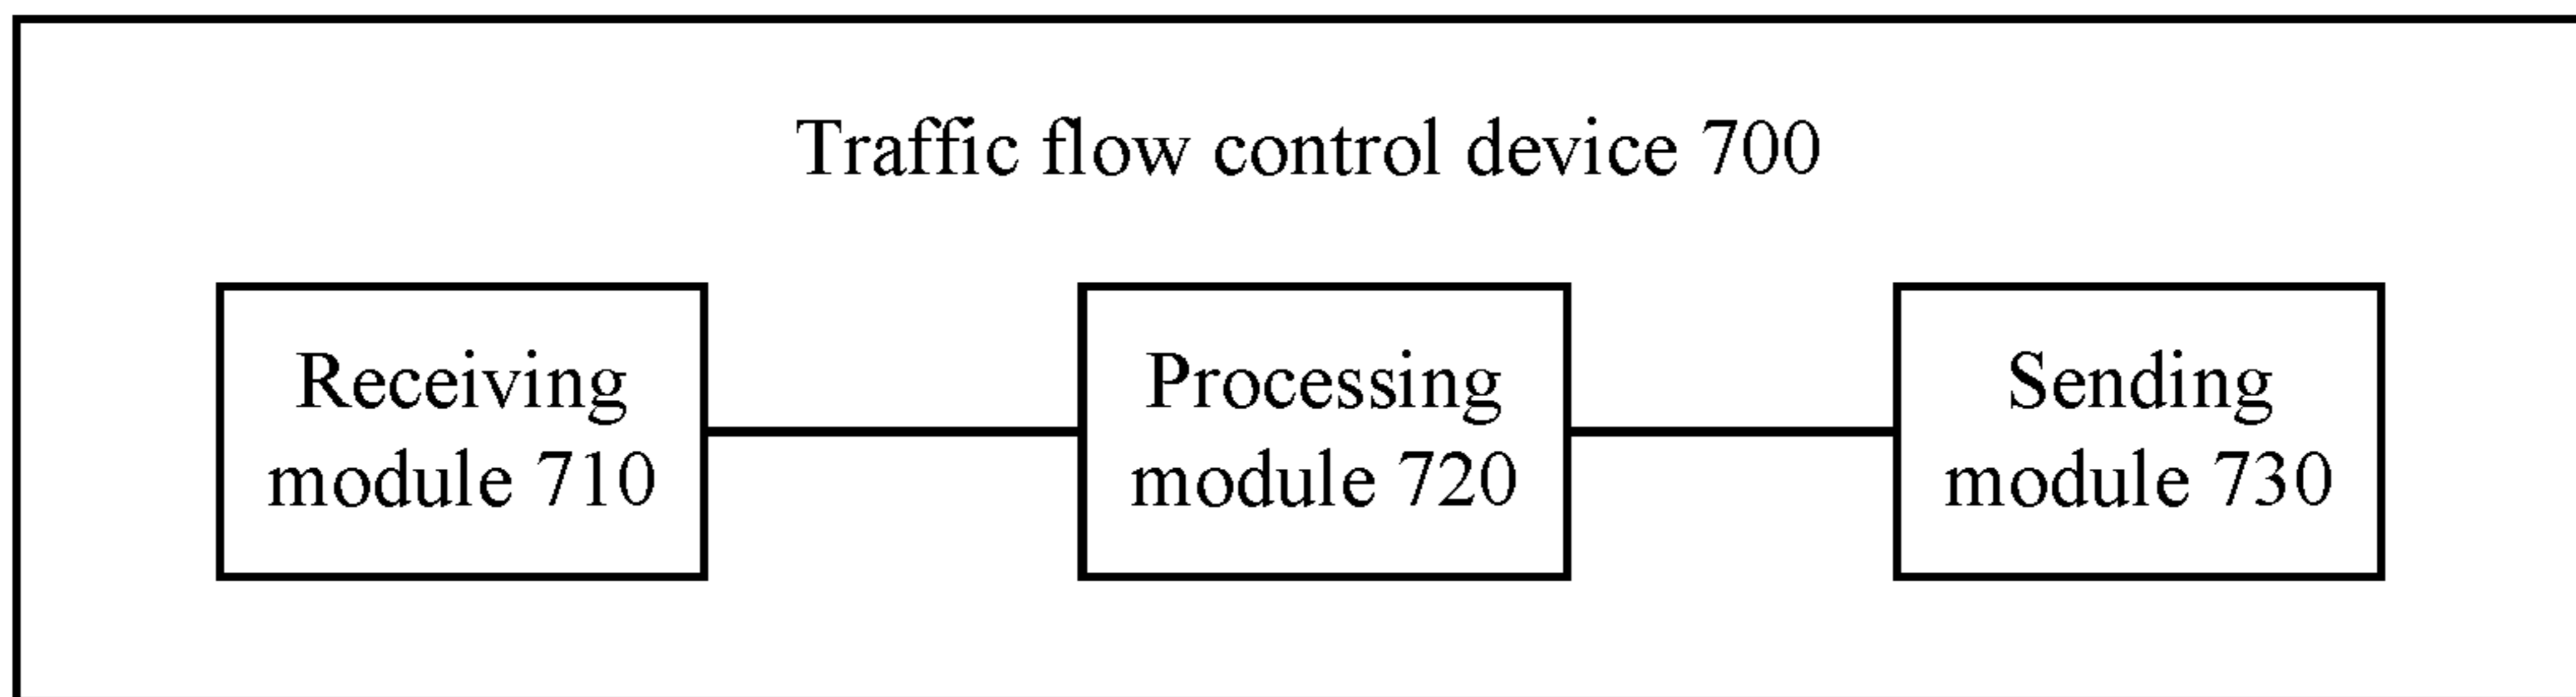 Traffic flow control device 700
Receiving
module 710
Processing
module 720
Sending
module 730